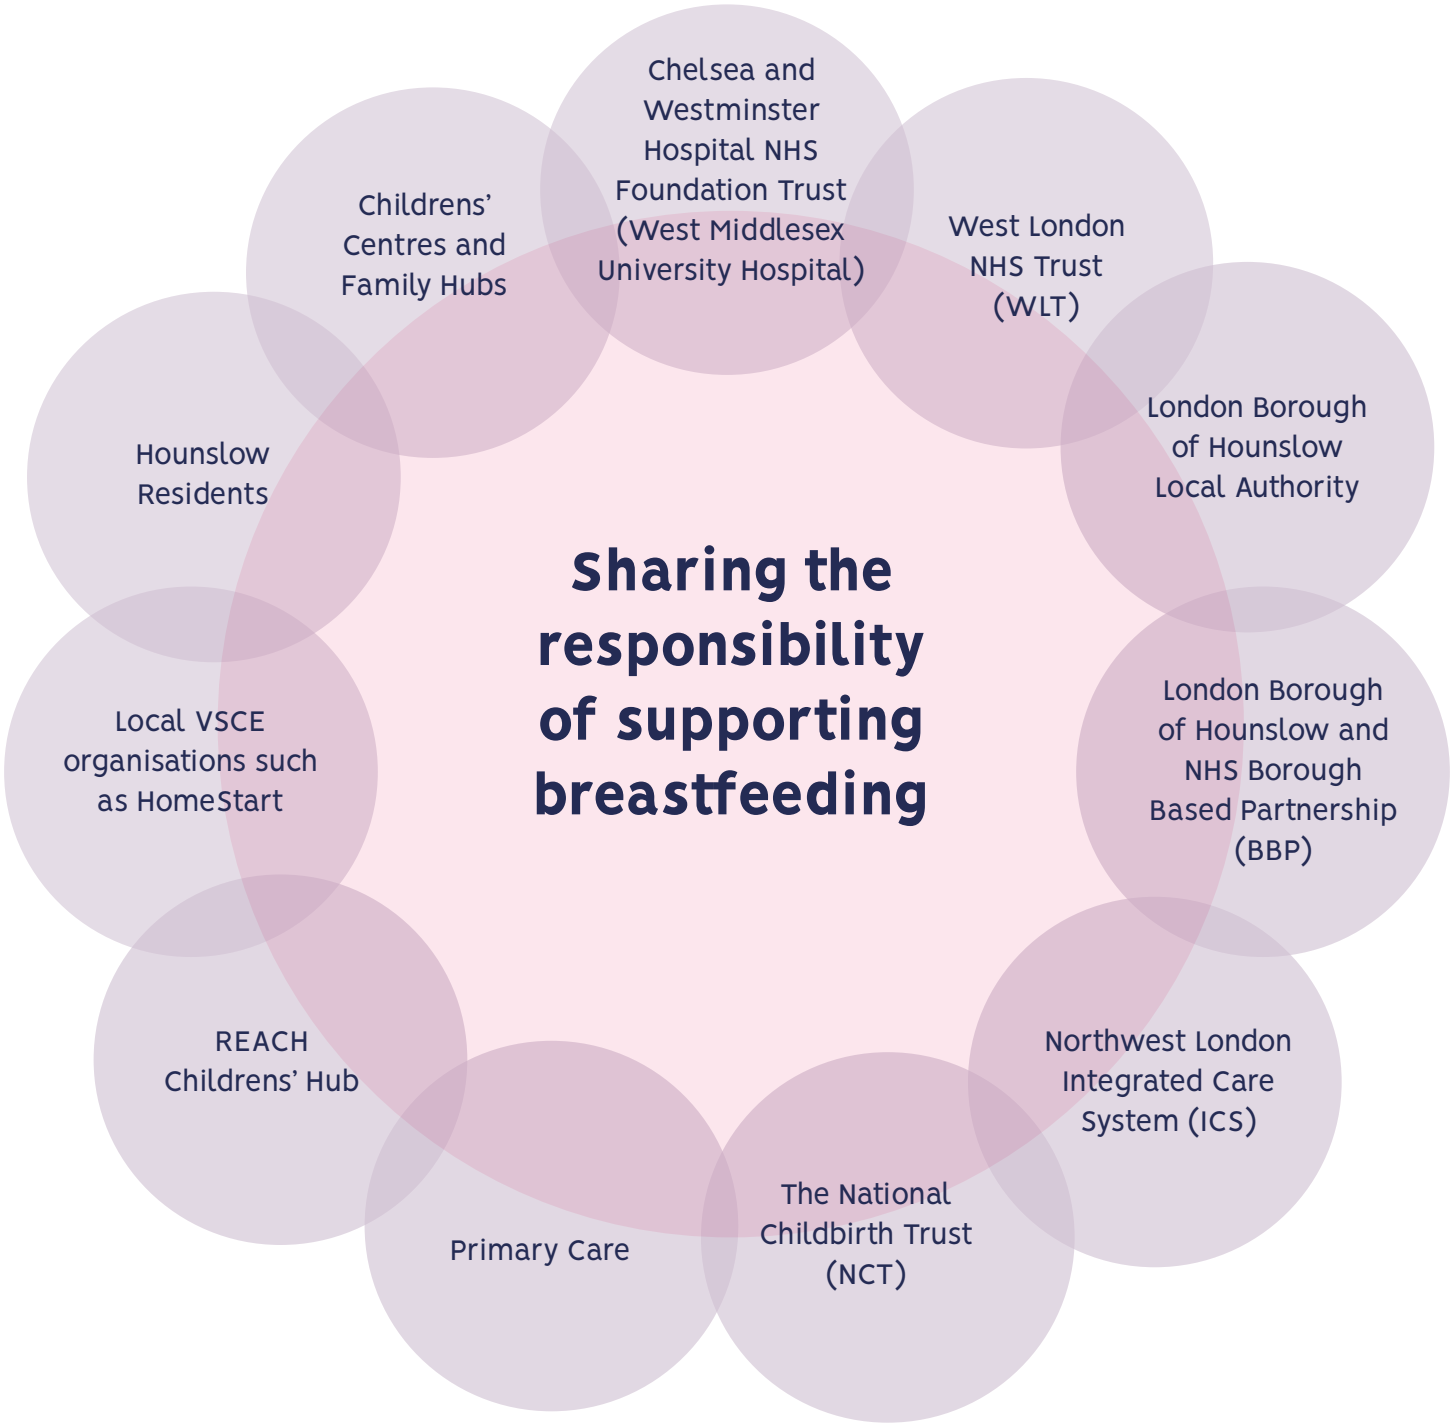 Chelsea and
Westminster
Hospital NHS
Foundation Trust
(West Middlesex
University Hospital)
West London
NHS Trust
(WLT)
London Borough
of Hounslow
Local Authority
London Borough
of Hounslow and
NHS Borough
Based Partnership
(BBP)
Northwest London
Integrated Care
System (ICS)
The National
Childbirth Trust
(NCT)
Primary Care
REACH
Childrens’ Hub
Local VSCE
organisations such
as HomeStart
Hounslow
Residents
Childrens’
Centres and
Family Hubs
Sharing the
responsibility
of supporting
breastfeeding